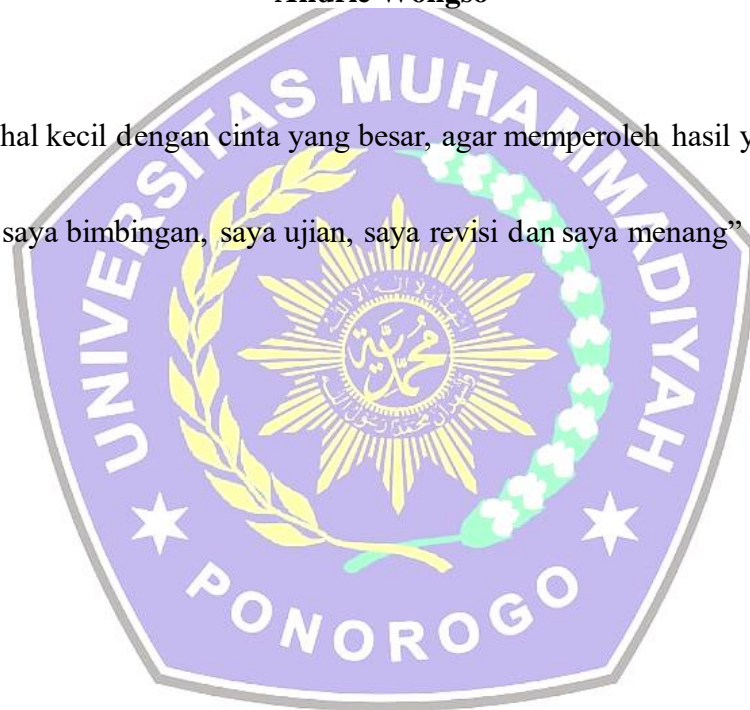 hal kecil dengan cinta yang besar, agar memperoleh hasil y
saya bimbingan, saya ujian, saya revisi dan saya menang”
UNIVERSITAS MUHAMMADIYAH
PONOROGO
محمدية